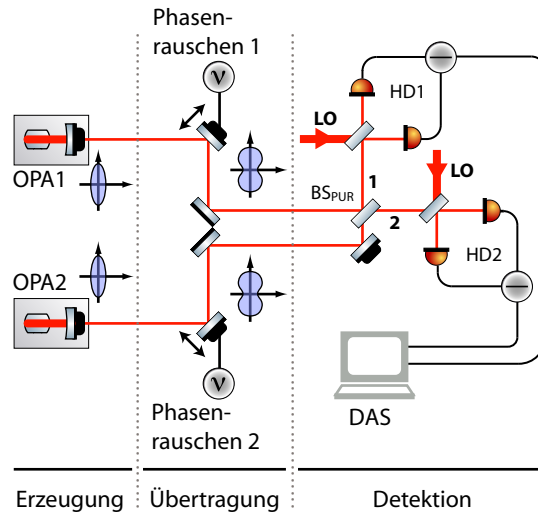 Phasen-
rauschen 1
ν
OPA1
LO
HD1
1
BSPUR
2
LO
HD2
OPA2
ν
Phasen-
rauschen 2
DAS
Erzeugung
Übertragung
Detektion